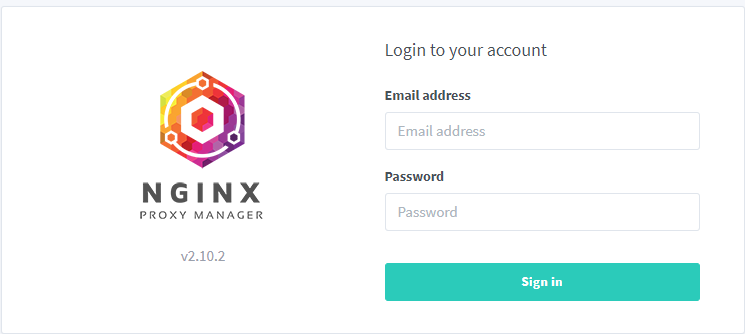 NGINX
PROXY MANAGER
v2.10.2
Login to your account
Email address
Email address
Password
Password
Sign in